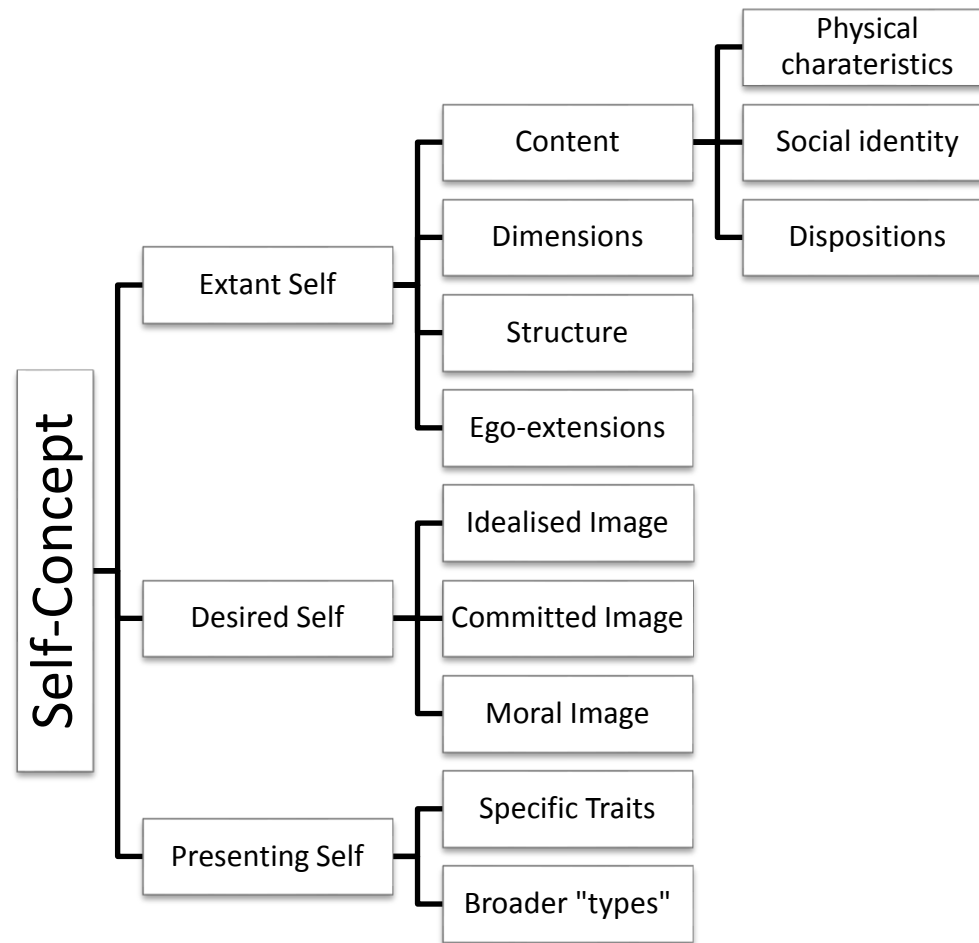 Self-Concept
Extant Self
Content
Physical
charateristics
Social identity
Dispositions
Dimensions
Structure
Ego-extensions
Desired Self
Idealised Image
Committed Image
Moral Image
Presenting Self
Specific Traits
Broader "types"